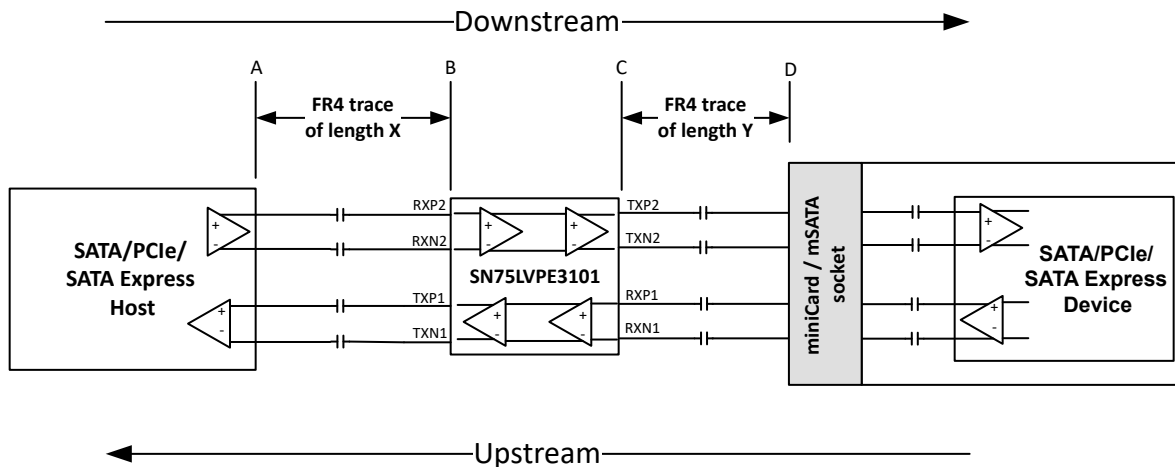 Downstream
A
B
C
D
FR4 trace
of length X
FR4 trace
of length Y
SATA/PCIe/
SATA Express
Host
+
-
+
-
RXP2
RXN2
TXP1
TXN1
+
-
+
-
SN75LVPE3101
+
-
+
-
TXP2
TXN2
RXP1
RXN1
miniCard / mSATA
socket
+
-
+
-
SATA/PCIe/
SATA Express
Device
Upstream